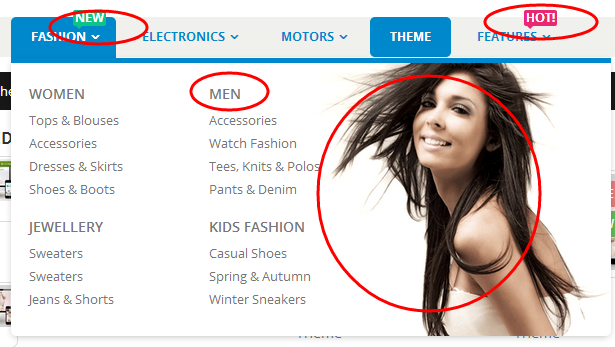 NEW
HOT!
FASHION
ELECTRONICS
MOTORS
THEME
FEATURES
he
WOMEN
MEN
Tops & Blouses
Accessories
Accessories
Watch Fashion
D
Dresses & Skirts
Tees, Knits & Polos
Shoes & Boots
Pants & Denim
JEWELLERY
KIDS FASHION
Sweaters
Casual Shoes
Sweaters
Spring & Autumn
Jeans & Shorts
Winter Sneakers